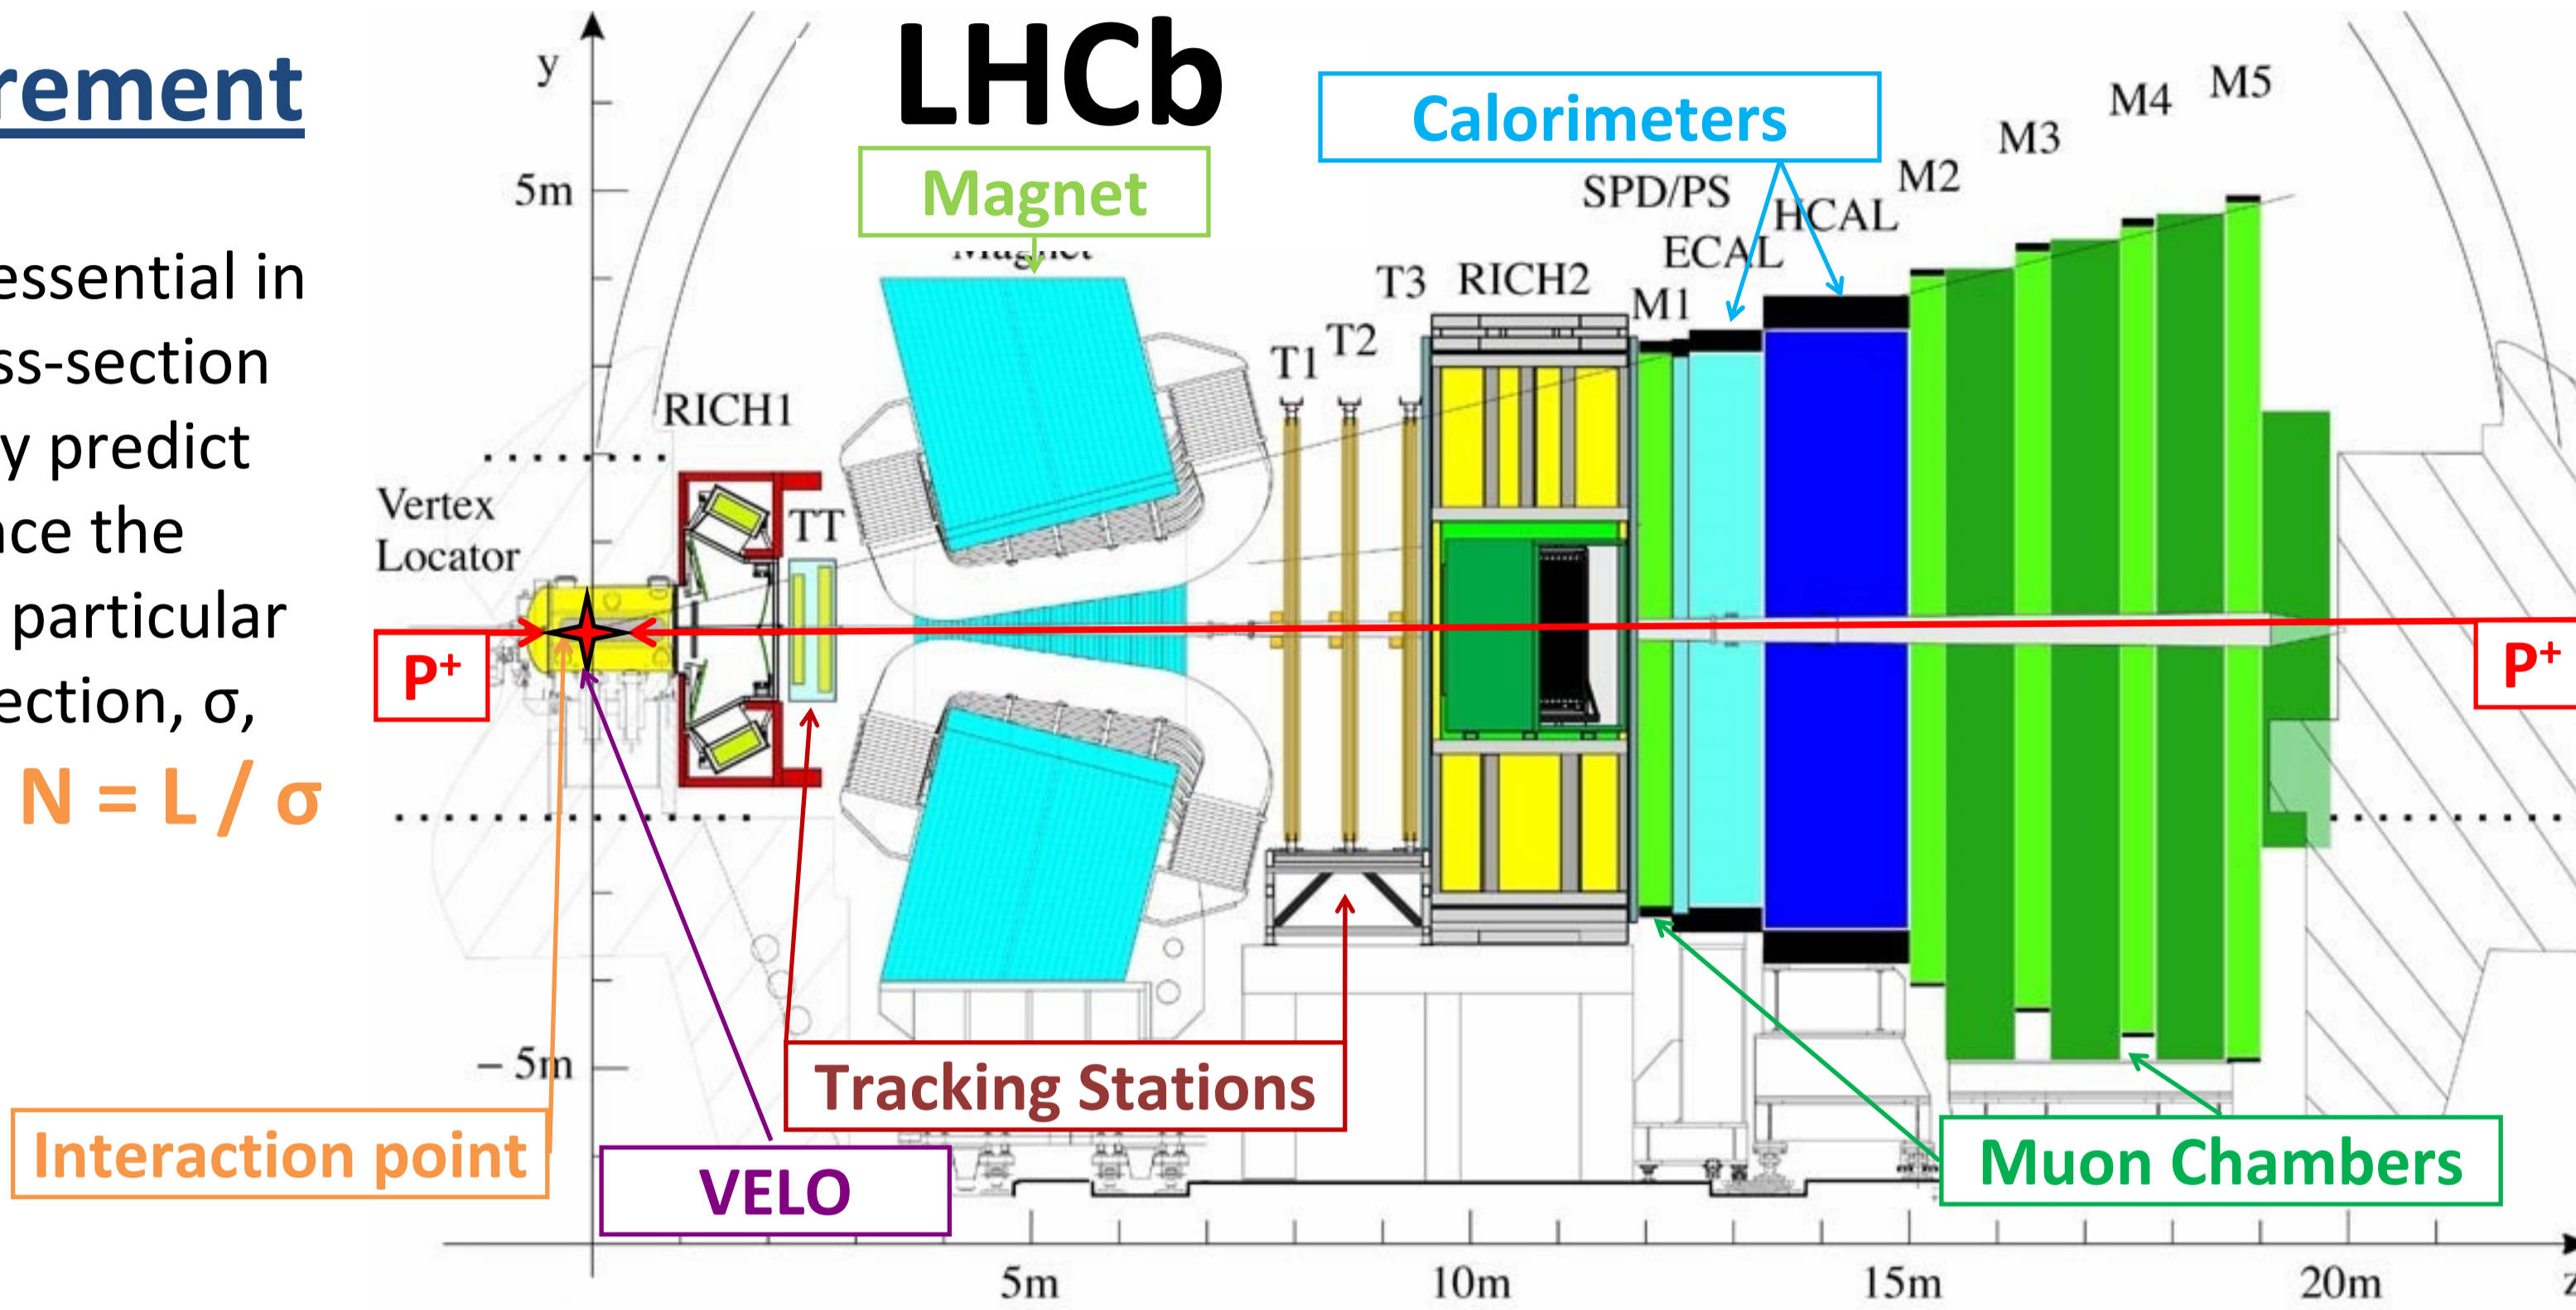 rement
essential in
ss-section
y predict
nce the
particular
ection, σ,
N = L / σ
LHCb
y
5m
- 5m
Magnet
Magnet
Calorimeters
SPD/PS
ECAL
HCAL
M1
M2
M3
M4
M5
T1
T2
T3
RICH2
RICH1
TT
Vertex
Locator
P+
P+
Tracking Stations
Interaction point
VELO
Muon Chambers
5m
10m
15m
20m
z